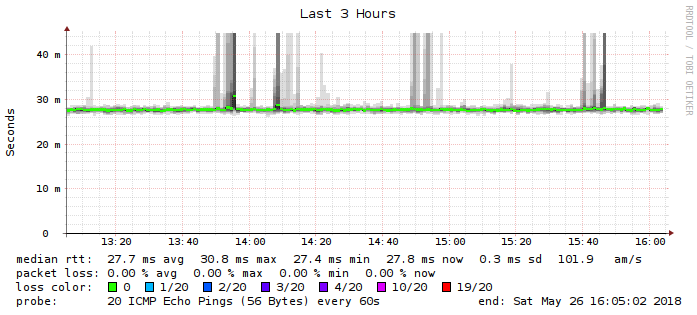 Last 3 Hours
RRDTOOL / TOBI OETIKER
Seconds
40 m
30 m
20 m
10 m
0
13:20 13:40 14:00 14:20 14:40 15:00 15:20 15:40 16:00
median rtt: 27.7 ms avg 30.8 ms max 27.4 ms min 27.8 ms now 0.3 ms sd 101.9 am/s
packet loss: 0.00 % avg 0.00 % max 0.00 % min 0.00 % now
loss color: 0 1/20 2/20 3/20 4/20 10/20 19/20
probe: 20 ICMP Echo Pings (56 Bytes) every 60s end: Sat May 26 16:05:02 2018